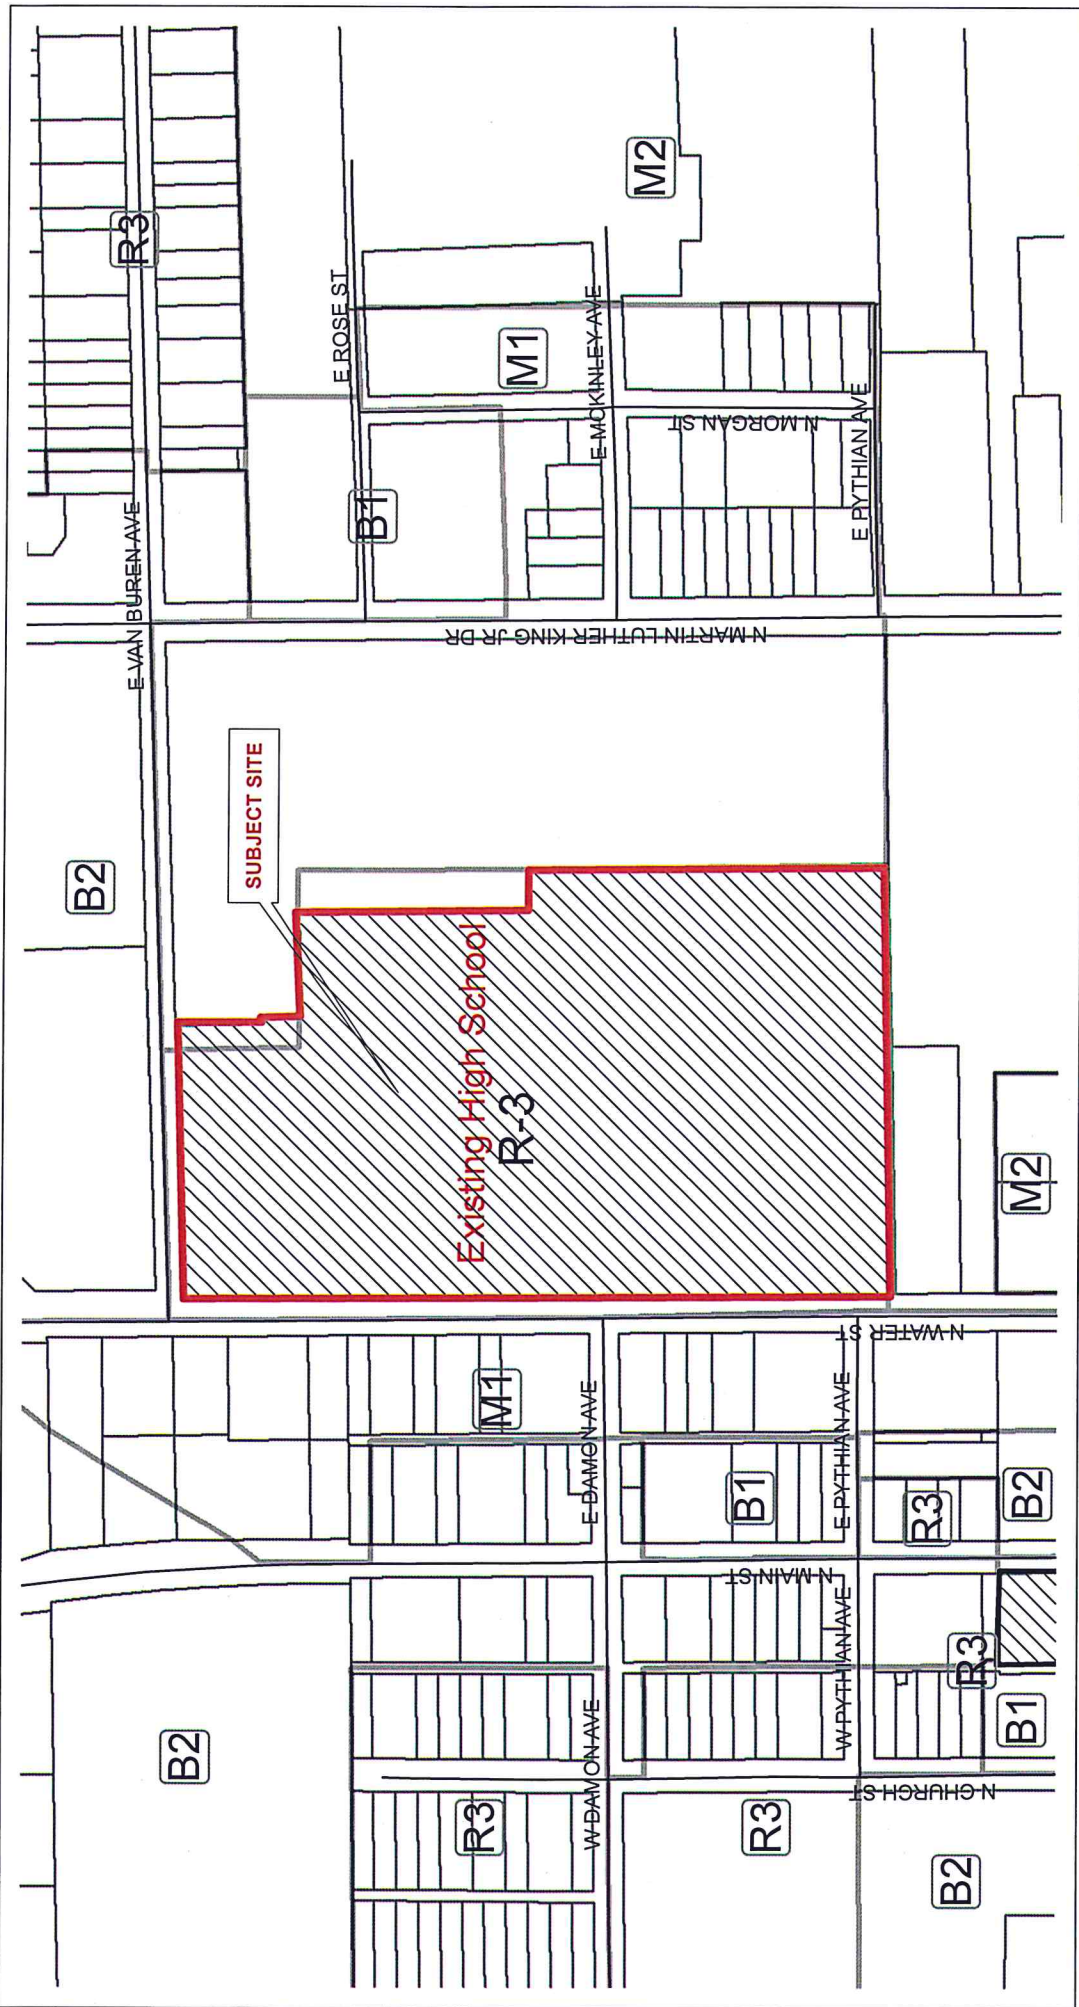 R3
E VAN BUREN AVE
B2
SUBJECT SITE
E ROSE ST
B1
M1
E MCKINLEY AVE
M2
N MORGAN ST
E PYTHIAN AVE
N MARTIN LUTHER KING JR DR
Existing High School
R-3
M2
N WATER ST
M1
E DAMON AVE
B1
E PYTHIAN AVE
R3
B2
N MAIN ST
B2
W DAMON AVE
W PYTHIAN AVE
R3
B1
R3
R3
N CHURCH ST
B2